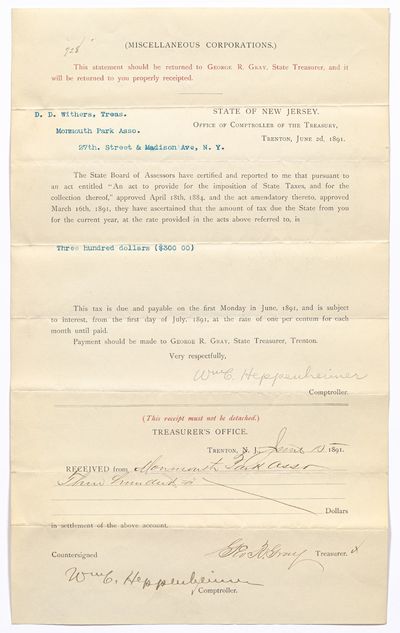 928
(MISCELLANEOUS CORPORATIONS.)
This statement should be returned to GEORGE R. GRAY, State Treasurer, and it
will be returned to you properly receipted.
D. D. Withers, Treas.
Monmouth Park Asso.
27th. Street & Madison Ave, N. Y.
STATE OF NEW JERSEY.
OFFICE OF COMPTROLLER OF THE TREASURY,
TRENTON, JUNE 2d, 1891.
The State Board of Assessors have certified and reported to me that pursuant to
an act entitled "An act to provide for the imposition of State Taxes, and for the
collection thereof," approved April 18th, 1884, and the act amendatory thereto, approved
March 16th, 1891, they have ascertained that the amount of tax due the State from you
for the current year, at the rate provided in the acts above referred to, is
Three hundred dollars ($300 00)
This tax is due and payable on the first Monday in June, 1891, and is subject
to interest, from the first day of July, 1891, at the rate of one per centum for each
month until paid.
Payment should be made to GEORGE R. GRAY, State Treasurer, Trenton.
Very respectfully,
Wm C. Heppenheimer
Comptroller.
(This receipt must not be detached.)
TREASURER'S OFFICE.
TRENTON, N. J., June 15 1891.
RECEIVED from Monmouth Park Asso
Three Hundred
Dollars
in settlement of the above account.
Geo R. Gray Treasurer.
Countersigned
Wm C. Heppenheimer
Comptroller.